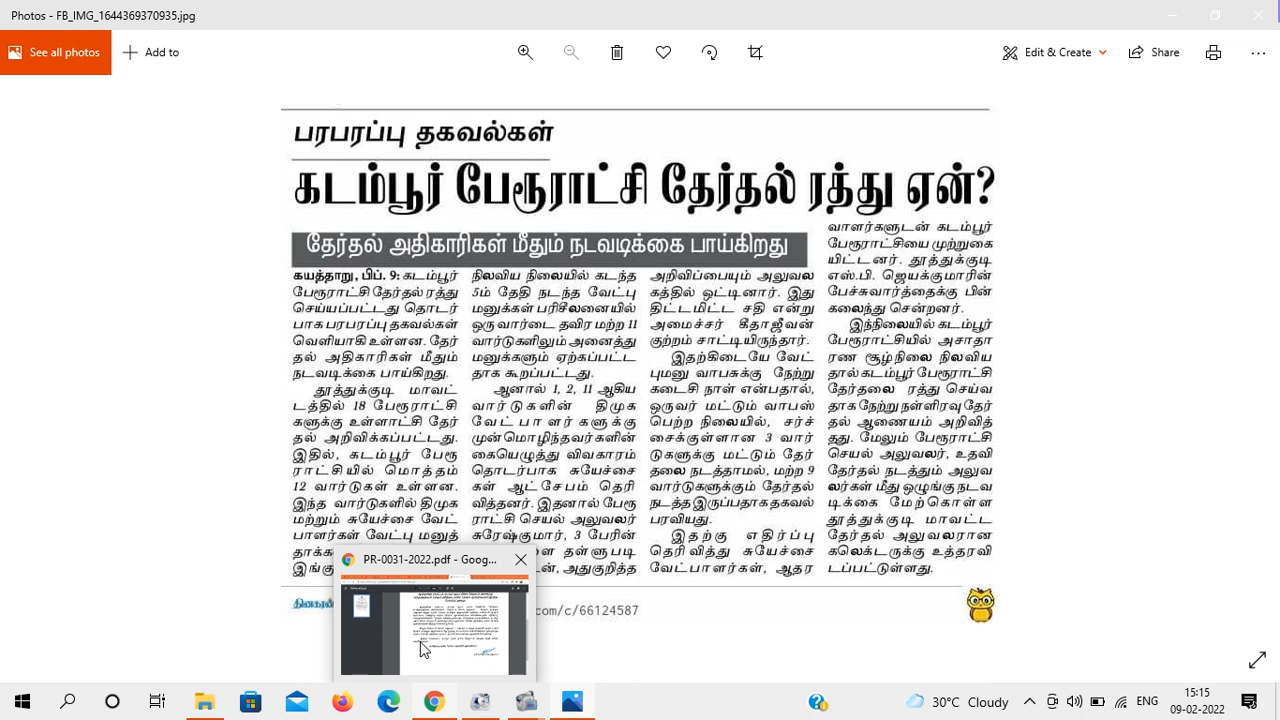 Photos - FB_IMG_1644369370935.jpg
See all photos
Add to
Edit & Create
Share
பரபரப்பு தகவல்கள்
கடம்பூர் பேரூராட்சி தேர்தல் ரத்து ஏன்?
தேர்தல் அதிகாரிகள் மீதும் நடவடிக்கை பாய்கிறது
கயத்தாறு, பிப். 9: கடம்பூர்
பேரூராட்சி தேர்தல் ரத்து
செய்யப்பட்டது தொடர்
பாக பரபரப்பு தகவல்கள்
வெளியாகி உள்ளன. தேர்
தல் அதிகாரிகள் மீதும்
நடவடிக்கை பாய்கிறது.
தூத்துக்குடி மாவட்
டத்தில் 18 பேரூராட்சி
களுக்கு உள்ளாட்சி தேர்
தல் அறிவிக்கப்பட்டது.
இதில், கடம்பூர் பேரூ
ராட்சியில் மொத்தம்
12 வார்டுகள் உள்ளன.
இந்த வார்டுகளில் திமுக
மற்றும் சுயேச்சை வேட்
பாளர்கள் வேட்பு மனுத்
தாக்க
இங்கு
நிலவிய நிலையில் கடந்த
5ம் தேதி நடந்த வேட்பு
மனுக்கள் பரிசீலனையில்
ஒரு வார்டை தவிர மற்ற 11
வார்டுகளிலும் அனைத்து
மனுக்களும் ஏற்கப்பட்ட
தாக கூறப்பட்டது.
ஆனால் 1, 2, 11 ஆகிய
வார்டுகளின் திமுக
வேட்பாளர்களுக்கு
முன்மொழிந்தவர்களின்
கையெழுத்து விவகாரம்
தொடர்பாக சுயேச்சை
கள் ஆட்சேபம் தெரி
வித்தனர். இதனால் பேரூ
ராட்சி செயல் அலுவலர்
சுரேஷ்குமார், 3 பேரின்
ளை தள்ளுபடி
டன், அதுகுறித்த
அறிவிப்பையும் அலுவல
கத்தில் ஒட்டினார். இது
திட்டமிட்ட சதி என்று
அமைச்சர் கீதாஜீவன்
குற்றம் சாட்டியிருந்தார்.
இதற்கிடையே வேட்
புமனு வாபசுக்கு நேற்று
கடைசி நாள் என்பதால்,
ஒருவர் மட்டும் வாபஸ்
பெற்ற நிலையில், சர்ச்
சைக்குள்ளான 3 வார்
டுகளுக்கு மட்டும் தேர்
தலை நடத்தாமல், மற்ற 9
வார்டுகளுக்கும் தேர்தல்
நடத்த இருப்பதாக தகவல்
பரவியது.
இதற்கு எதிர்ப்பு
தெரிவித்து சுயேச்சை
வேட்பாளர்கள், ஆதர
வாளர்களுடன் கடம்பூர்
பேரூராட்சியை முற்றுகை
யிட்டனர். தூத்துக்குடி
எஸ்.பி. ஜெயக்குமாரின்
பேச்சுவார்த்தைக்கு பின்
கலைந்து சென்றனர்.
இந்நிலையில் கடம்பூர்
பேரூராட்சியில் அசாதா
ரண சூழ்நிலை நிலவிய
தால் கடம்பூர் பேரூராட்சி
தேர்தலை ரத்து செய்வ
தாக நேற்று நள்ளிரவு தேர்
தல் ஆணையம் அறிவித்
தது. மேலும் பேரூராட்சி
செயல் அலுவலர், உதவி
தேர்தல் நடத்தும் அலுவ
லர்கள் மீது ஒழுங்கு நடவ
டிக்கை மேற்கொள்ள
தூத்துக்குடி மாவட்ட
தேர்தல் அலுவலரான
கலெக்டருக்கு உத்தரவி
டப்பட்டுள்ளது.
தினகரன்
com/c/66124587
PR-0031-2022.pdf - Goog...
30°C Cloudy
ENG
15:15
09-02-2022